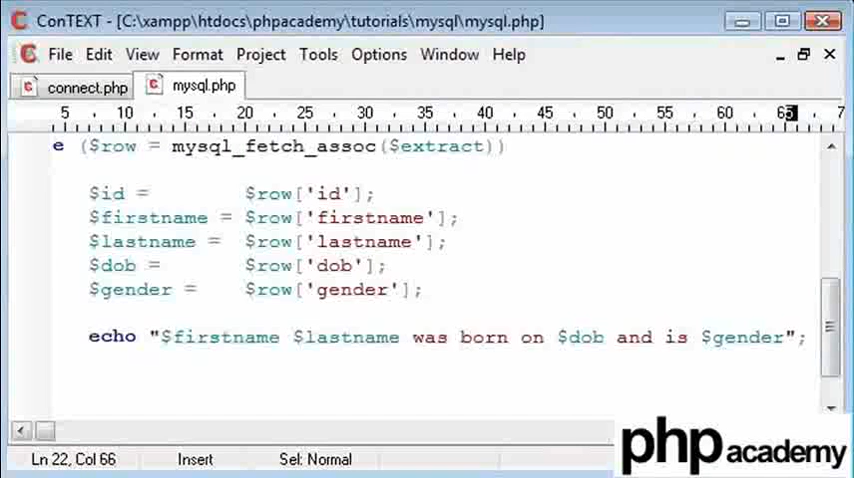 ConTEXT - [C:\xampp\htdocs\phpacademy\tutorials\mysql\mysql.php]
File Edit View Format Project Tools Options Window Help
connect.php mysql.php
5 10 15 20 25 30 35 40 45 50 55 60 65 7
e ($row = mysql_fetch_assoc($extract))
$id = $row['id'];
$firstname = $row['firstname'];
$lastname = $row['lastname'];
$dob = $row['dob'];
$gender = $row['gender'];
echo "$firstname $lastname was born on $dob and is $gender";
Ln 22, Col 66 Insert Sel: Normal
php academy